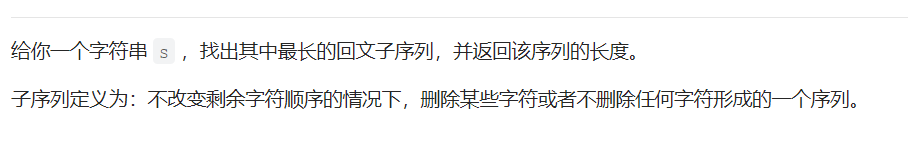 给你一个字符串 s ，找出其中最长的回文子序列，并返回该序列的长度。
子序列定义为：不改变剩余字符顺序的情况下，删除某些字符或者不删除任何字符形成的一个序列。